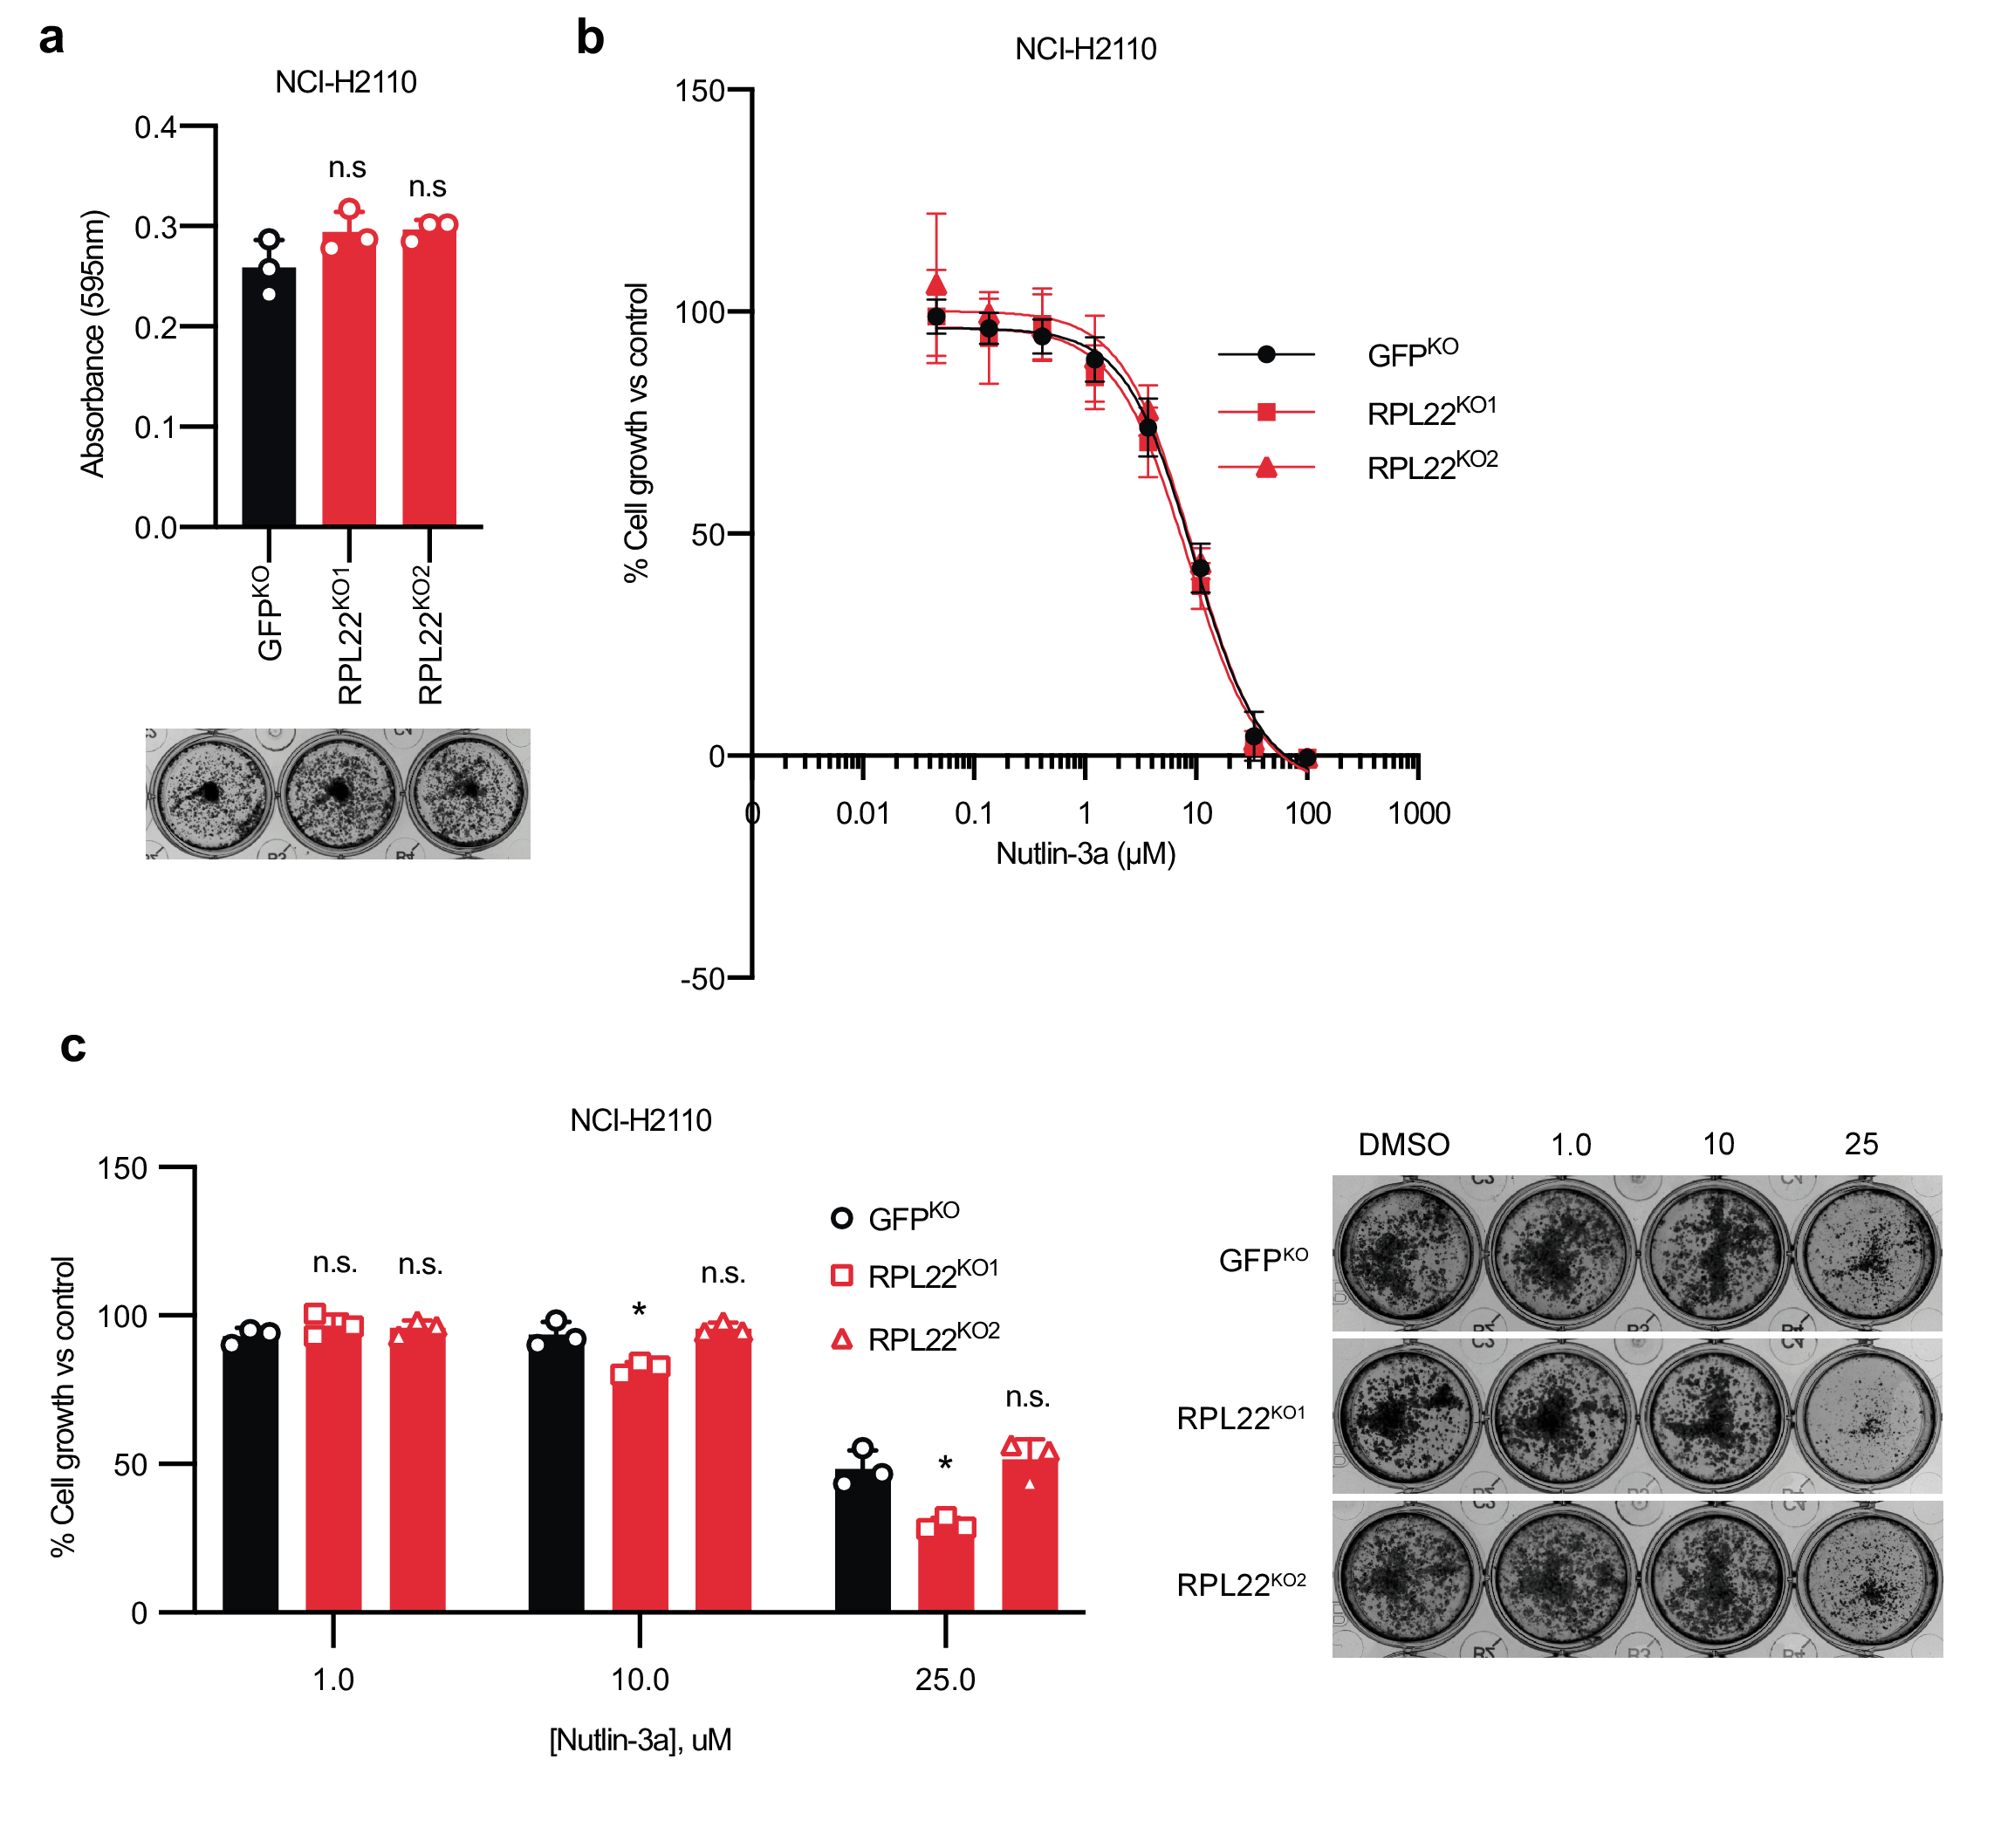 a
NCI-H2110
0.4
0.3
0.2
0.1
0.0
Absorbance (595nm)
n.s
n.s
GFPKO
RPL22KO1
RPL22KO2
b
NCI-H2110
150
100
50
0
-50
% Cell growth vs control
0 0.01 0.1 1 10 100 1000
Nutlin-3a (µM)
GFPKO
RPL22KO1
RPL22KO2
c
NCI-H2110
150
100
50
0
% Cell growth vs control
n.s. n.s. * n.s. * n.s.
GFPKO
RPL22KO1
RPL22KO2
1.0 10.0 25.0
[Nutlin-3a], uM
DMSO 1.0 10 25
GFPKO
RPL22KO1
RPL22KO2